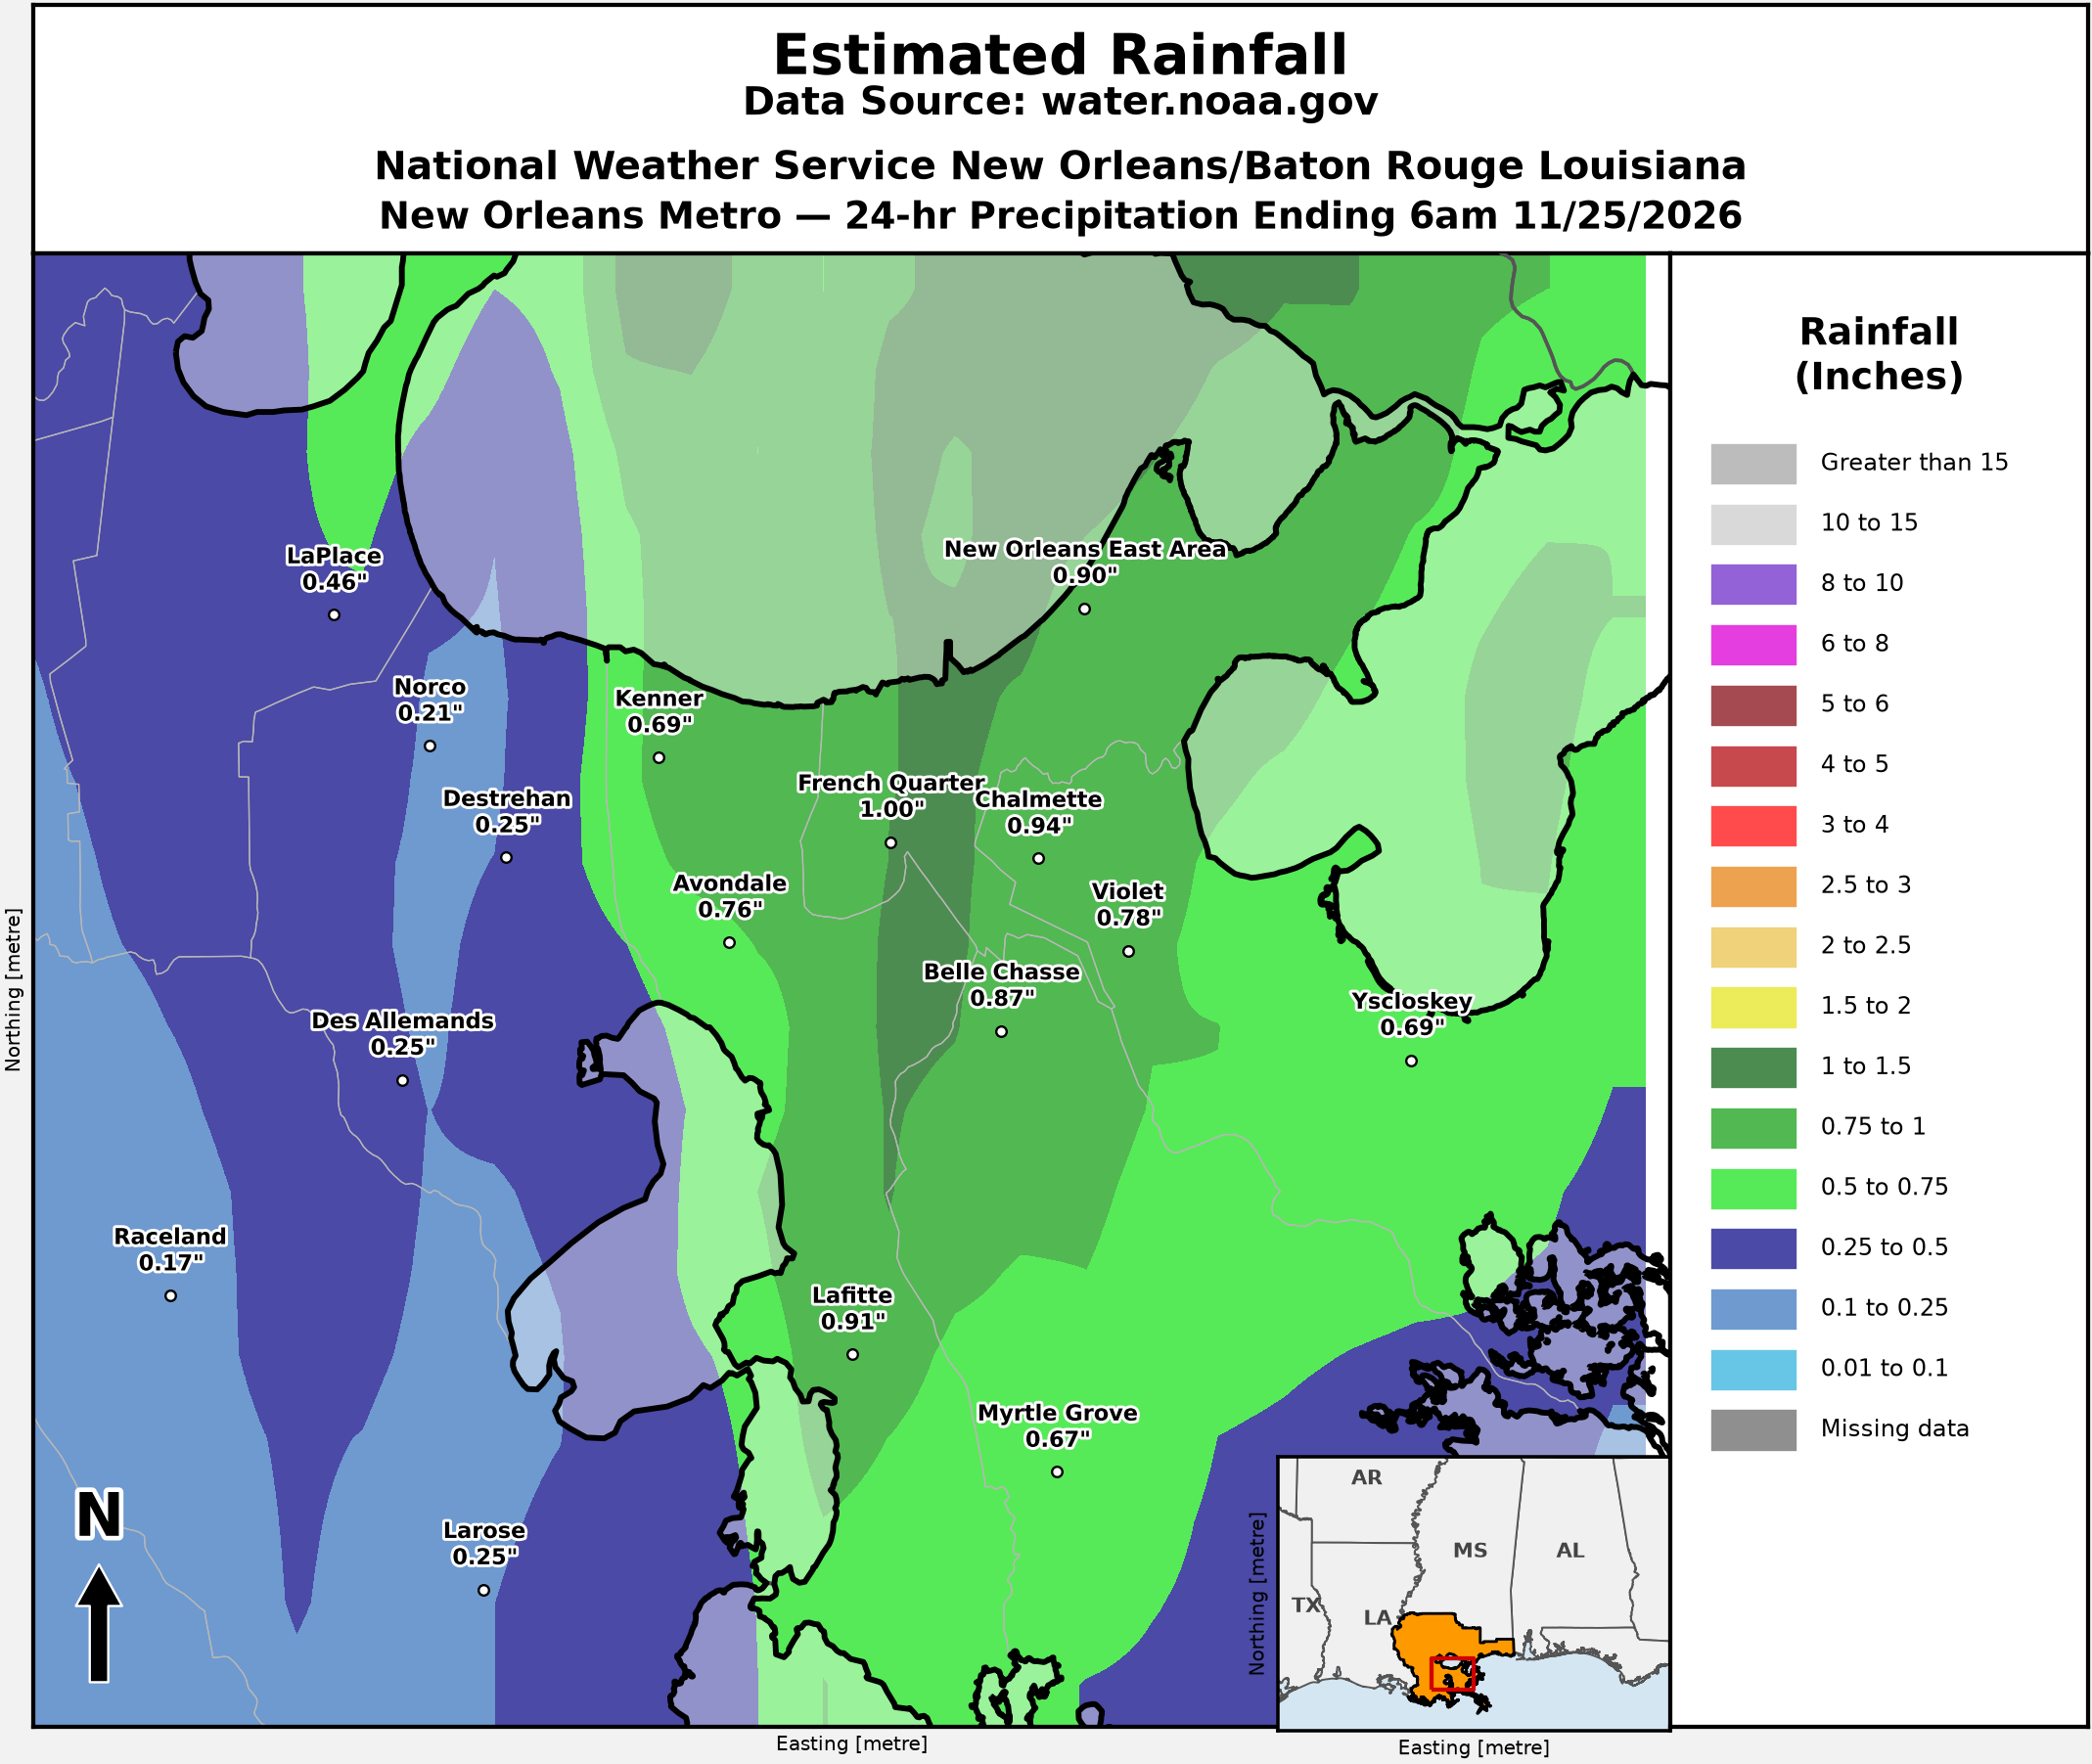 Estimated Rainfall
Data Source: water.noaa.gov
National Weather Service New Orleans/Baton Rouge Louisiana
New Orleans Metro — 24-hr Precipitation Ending 6am 11/25/2026
Rainfall
(Inches)
Greater than 15
10 to 15
8 to 10
6 to 8
5 to 6
4 to 5
3 to 4
2.5 to 3
2 to 2.5
1.5 to 2
1 to 1.5
0.75 to 1
0.5 to 0.75
0.25 to 0.5
0.1 to 0.25
0.01 to 0.1
Missing data
LaPlace
0.46"
New Orleans East Area
0.90"
Norco
0.21"
Kenner
0.69"
Destrehan
0.25"
French Quarter
1.00"
Chalmette
0.94"
Avondale
0.76"
Violet
0.78"
Belle Chasse
0.87"
Yscloskey
0.69"
Des Allemands
0.25"
Raceland
0.17"
Lafitte
0.91"
Myrtle Grove
0.67"
Larose
0.25"
N
AR
MS
AL
TX
LA
Northing [metre]
Easting [metre]
Northing [metre]
Easting [metre]